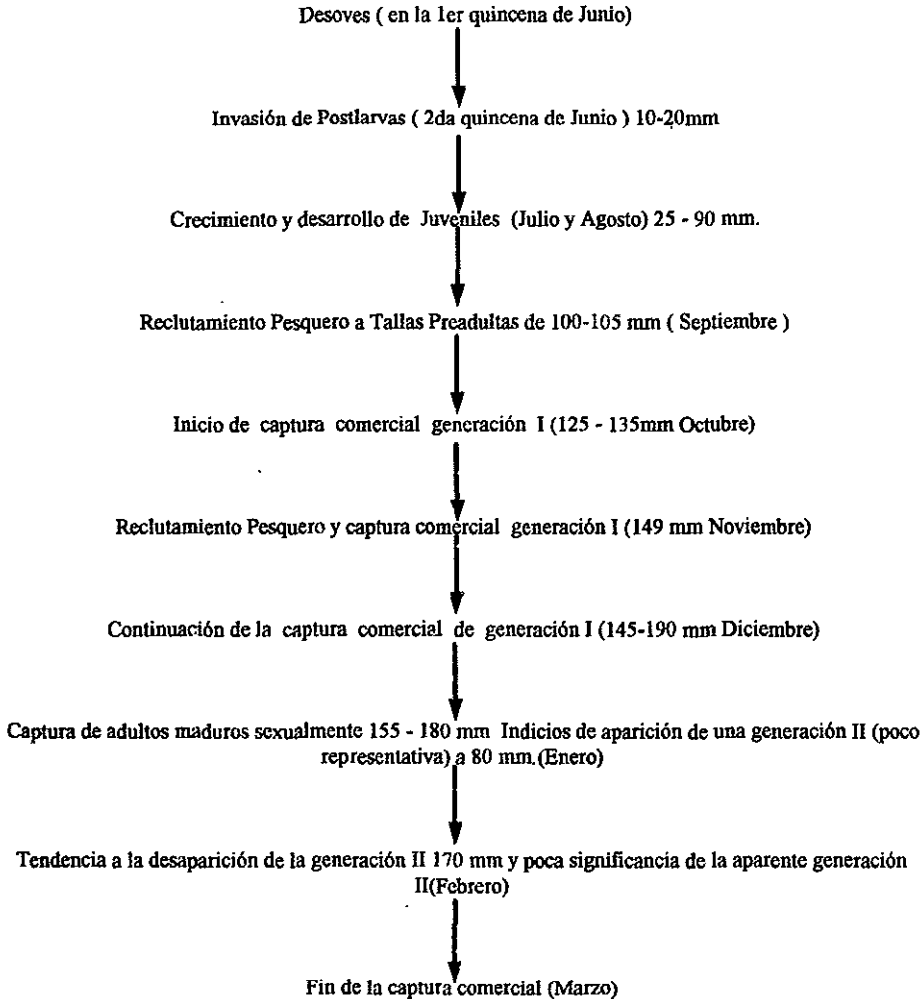 Desoves ( en la 1er quincena de Junio)
Invasión de Postlarvas ( 2da quincena de Junio ) 10-20mm
Crecimiento y desarrollo de Juveniles (Julio y Agosto) 25 - 90 mm.
Reclutamiento Pesquero a Tallas Preadultas de 100-105 mm ( Septiembre )
Inicio de captura comercial generación I (125 - 135mm Octubre)
Reclutamiento Pesquero y captura comercial generación I (149 mm Noviembre)
Continuación de la captura comercial de generación I (145-190 mm Diciembre)
Captura de adultos maduros sexualmente 155 - 180 mm Indicios de aparición de una generación II (poco
representativa) a 80 mm.(Enero)
Tendencia a la desaparición de la generación II 170 mm y poca significancia de la aparente generación
II(Febrero)
Fin de la captura comercial (Marzo)